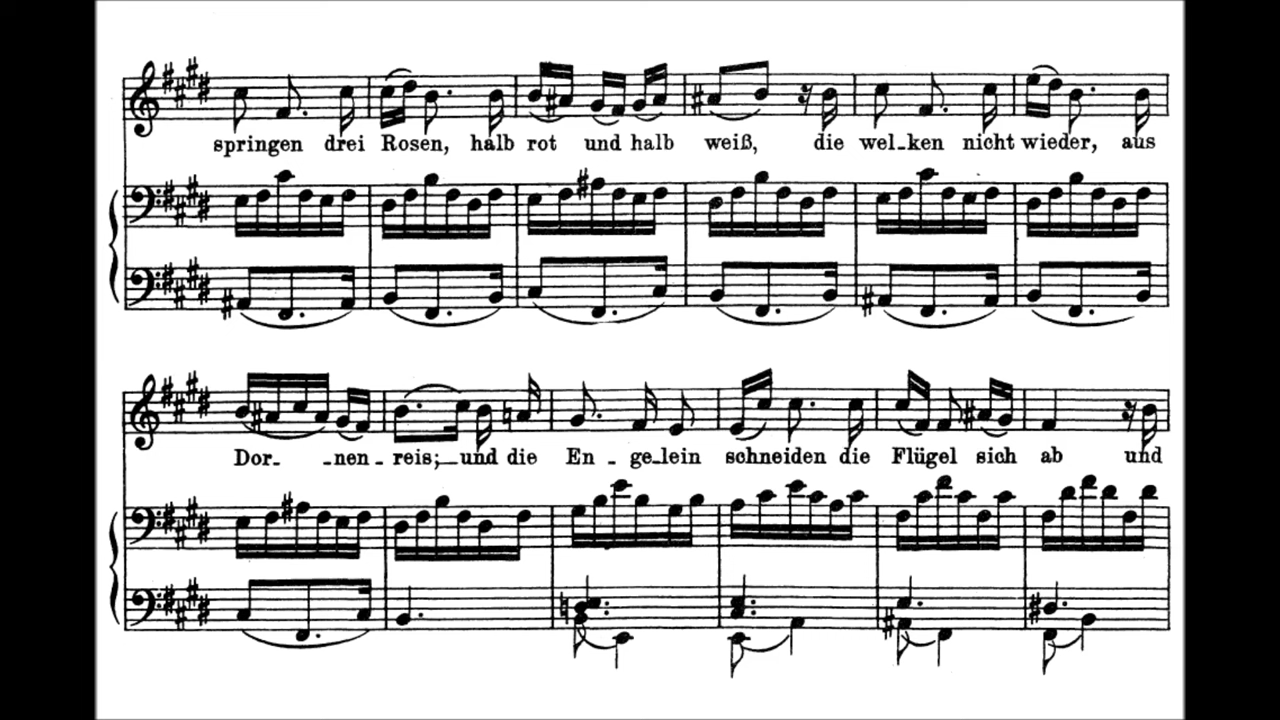 springen drei Rosen, halb rot und halb weiß, die wel-ken nicht wieder, aus
Dor- -nen-reis;-und die En-ge-lein schneiden die Flügel sich ab und